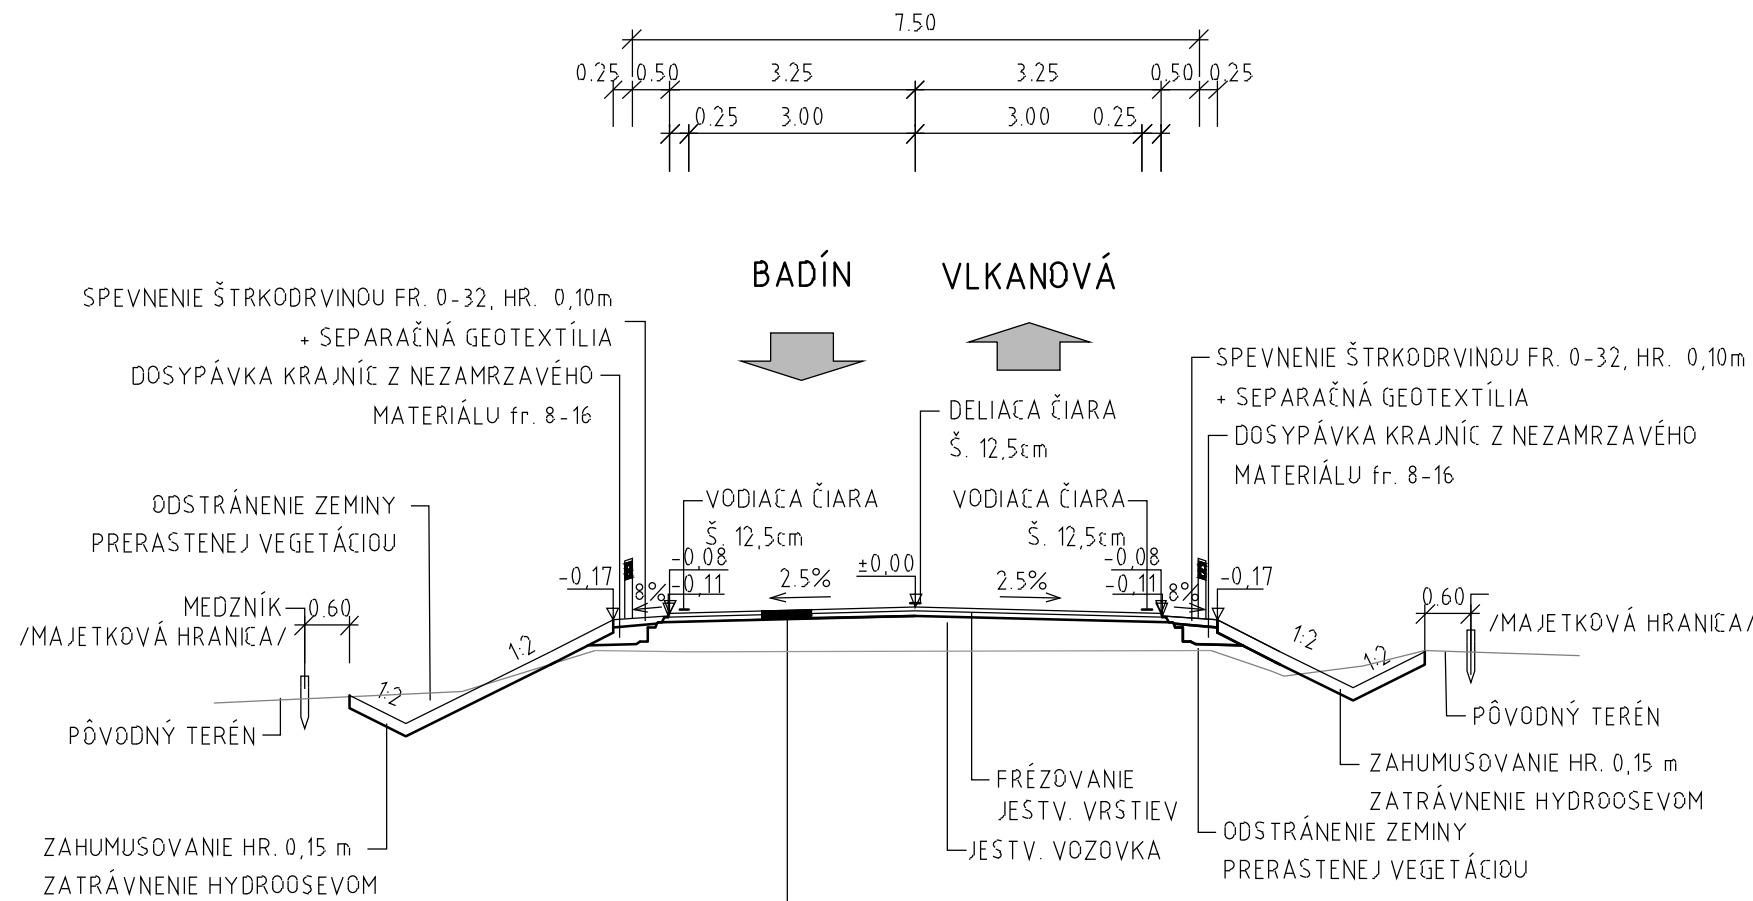 7.50
0.25 0.50 3.25 3.25 0.50 0.25
0.25 3.00 3.00 0.25
BADÍN VLKANOVÁ
SPEVNENIE ŠTRKODRVINOU FR. 0-32, HR. 0,10m
+ SEPARAČNÁ GEOTEXTÍLIA
DOSYPÁVKA KRAJNÍC Z NEZAMRZAVÉHO
MATERIÁLU fr. 8-16
SPEVNENIE ŠTRKODRVINOU FR. 0-32, HR. 0,10m
+ SEPARAČNÁ GEOTEXTÍLIA
DOSYPÁVKA KRAJNÍC Z NEZAMRZAVÉHO
MATERIÁLU fr. 8-16
DELIACA ČIARA
Š. 12,5cm
ODSTRÁNENIE ZEMINY
PRERASTENEJ VEGETÁCIOU
VODIACA ČIARA
Š. 12,5cm
VODIACA ČIARA
Š. 12,5cm
-0,17 8% -0,08
-0,11
2.5% ±0,00 2.5%
-0,08
-0,11 8% -0,17
MEDZNÍK 0.60
/MAJETKOVÁ HRANICA/
0.60
/MAJETKOVÁ HRANICA/
1:2 1:2 1:2 1:2
PÔVODNÝ TERÉN
PÔVODNÝ TERÉN
FRÉZOVANIE
JESTV. VRSTIEV
JESTV. VOZOVKA
ZAHUMUSOVANIE HR. 0,15 m
ZATRÁVNENIE HYDROOSEVOM
ODSTRÁNENIE ZEMINY
PRERASTENEJ VEGETÁCIOU
ZAHUMUSOVANIE HR. 0,15 m
ZATRÁVNENIE HYDROOSEVOM